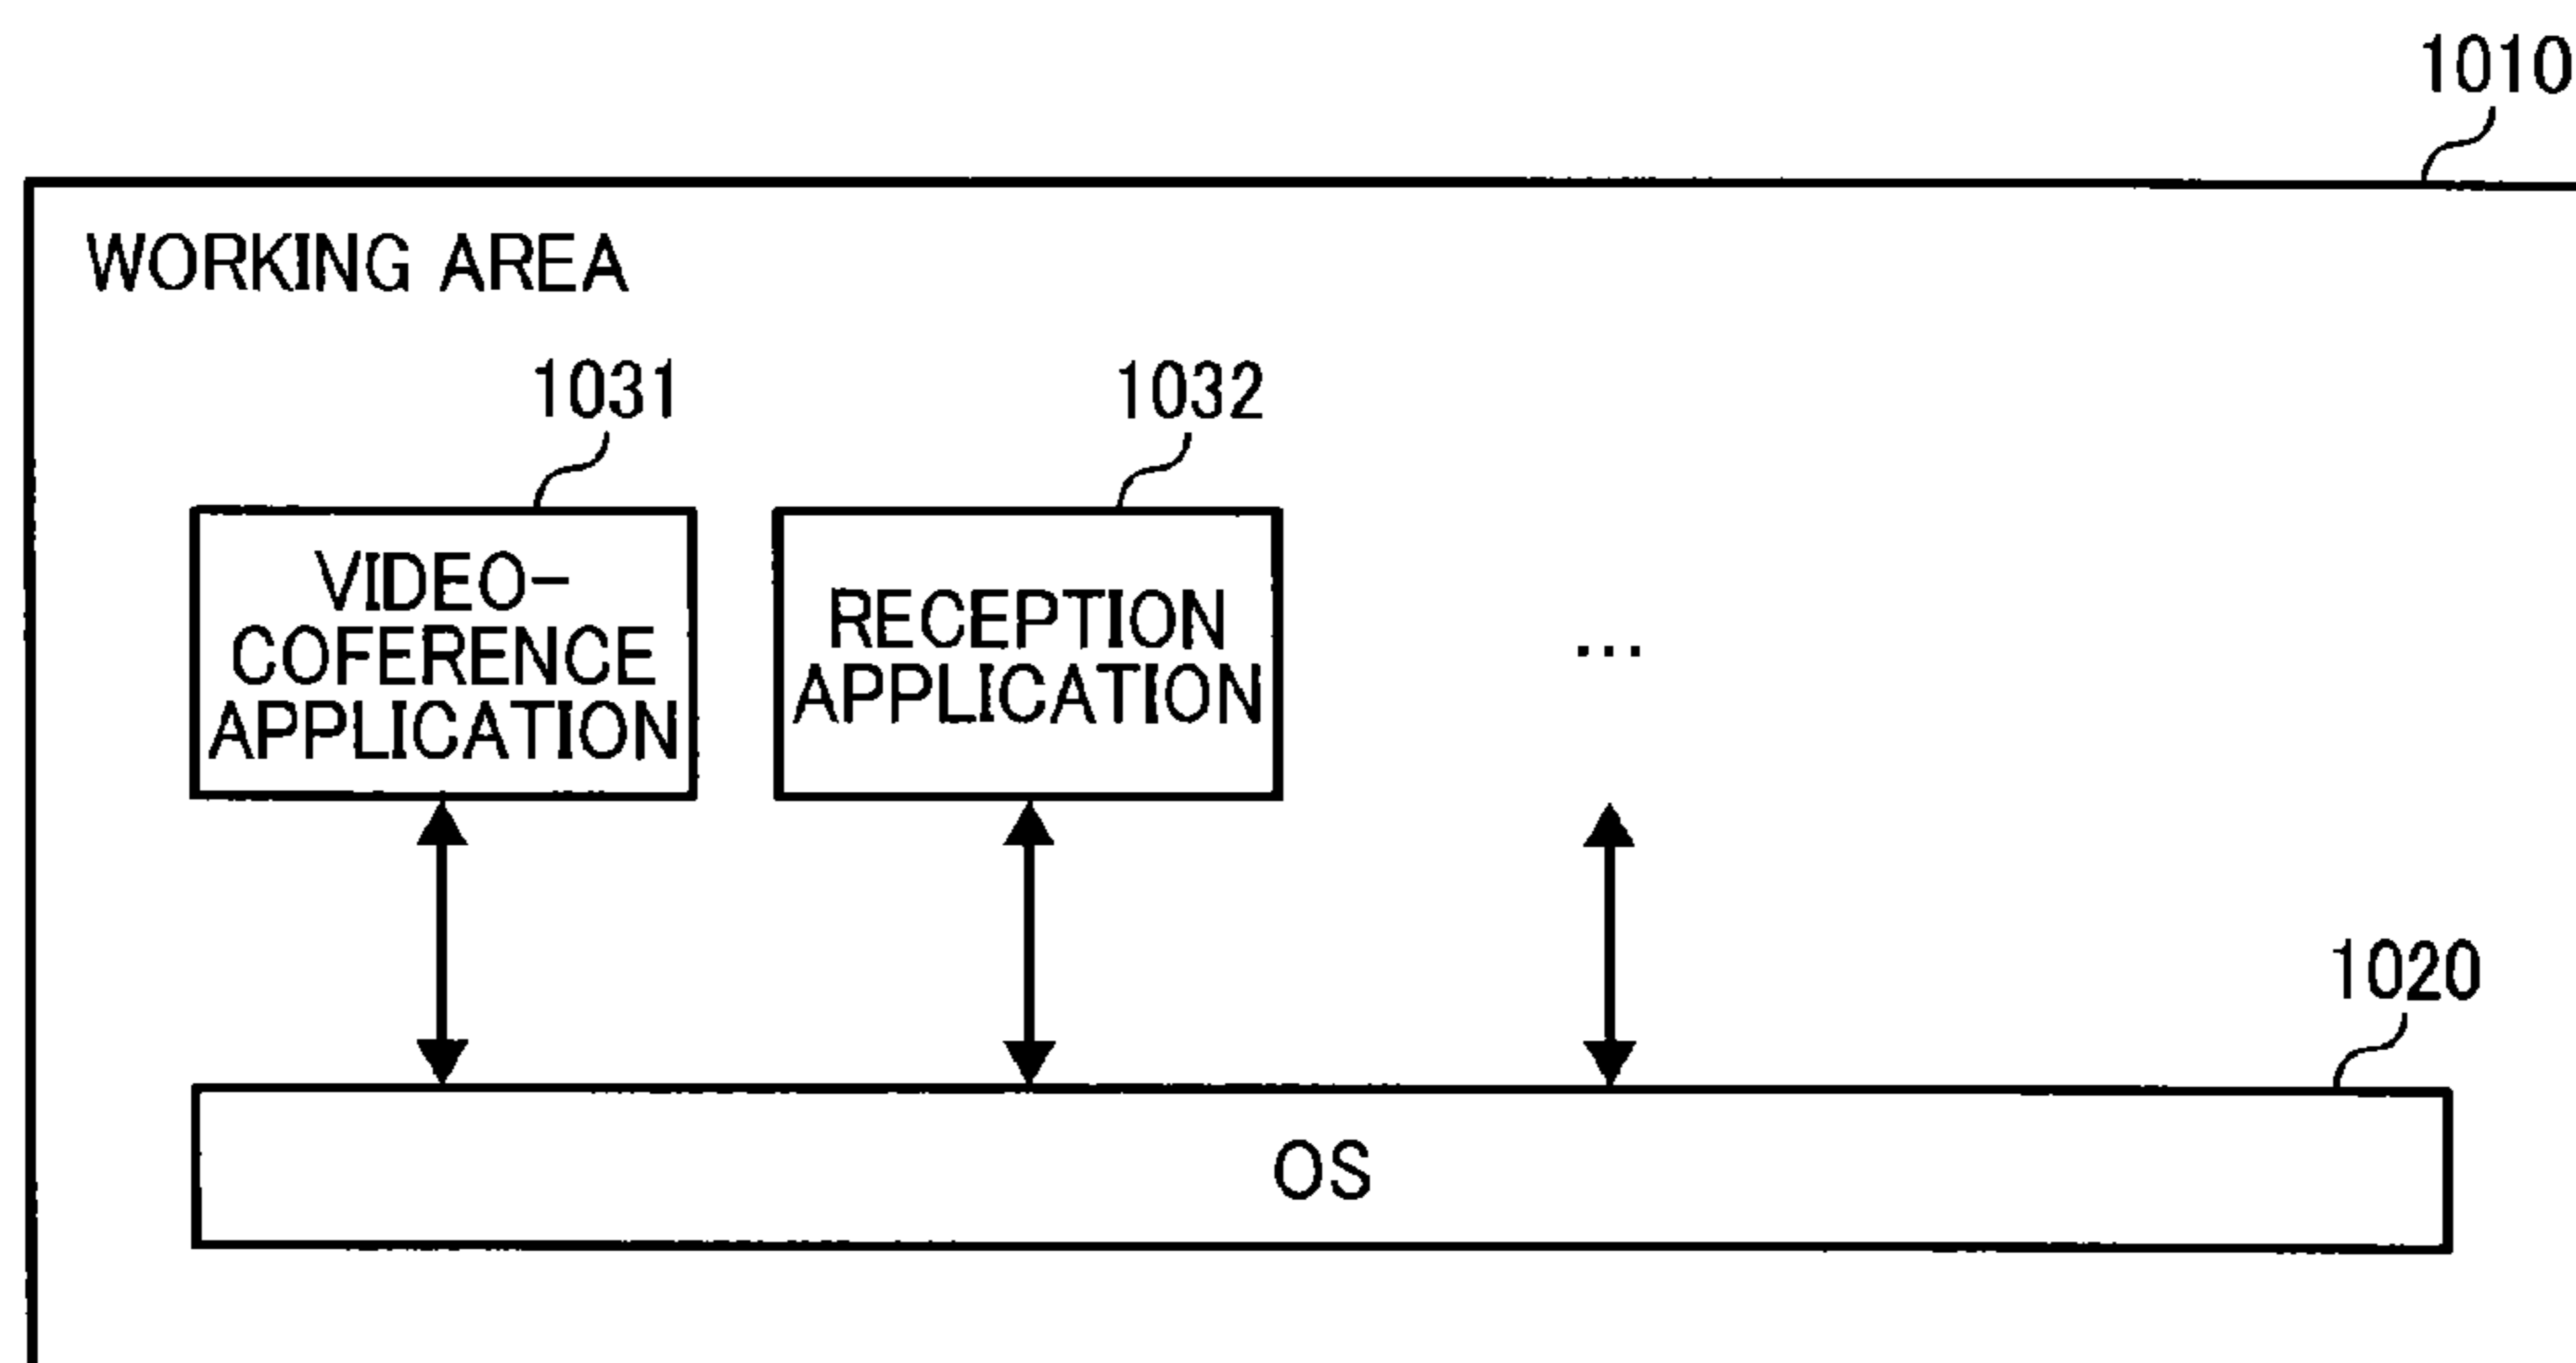 1010
WORKING AREA
1031
1032
VIDEO-
COFERENCE
APPLICATION
RECEPTION
APPLICATION
...
1020
OS